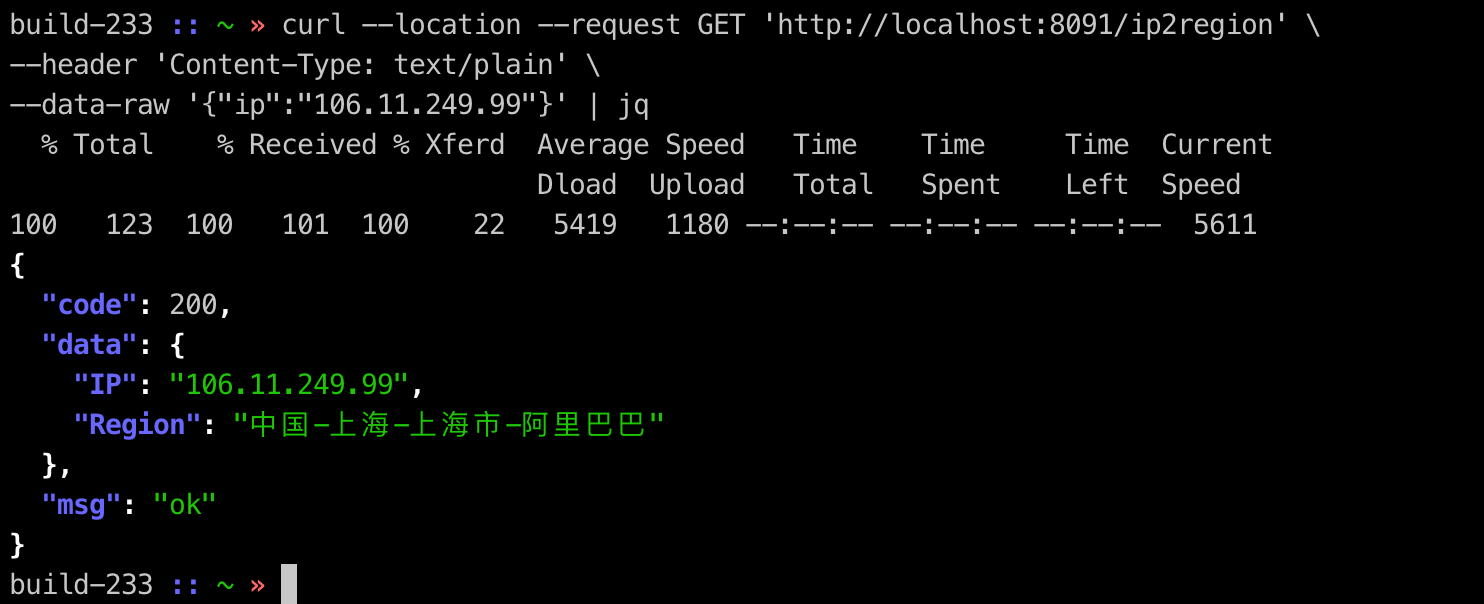 build-233 :: ~ » curl --location --request GET 'http://localhost:8091/ip2region' \
--header 'Content-Type: text/plain' \
--data-raw '{"ip":"106.11.249.99"}' | jq
  % Total    % Received % Xferd  Average Speed   Time    Time     Time  Current
                                 Dload  Upload   Total   Spent    Left  Speed
100   123  100   101  100    22   5419   1180 --:--:-- --:--:-- --:--:--  5611
{
  "code": 200,
  "data": {
    "IP": "106.11.249.99",
    "Region": "中国-上海-上海市-阿里巴巴"
  },
  "msg": "ok"
}
build-233 :: ~ »